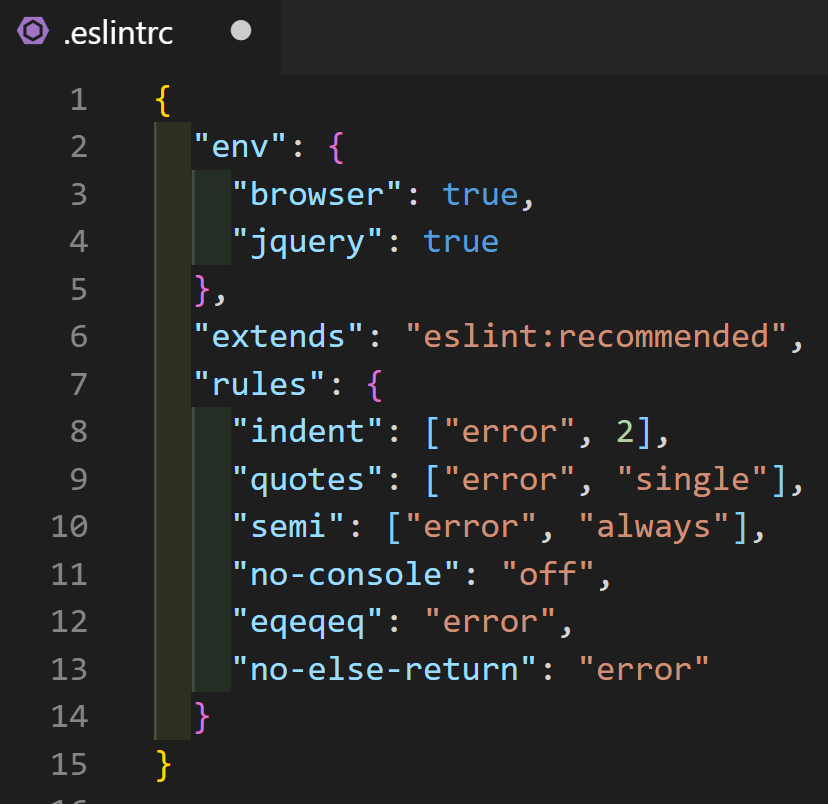 .eslintrc
1 {
2   "env": {
3     "browser": true,
4     "jquery": true
5   },
6   "extends": "eslint:recommended",
7   "rules": {
8     "indent": ["error", 2],
9     "quotes": ["error", "single"],
10     "semi": ["error", "always"],
11     "no-console": "off",
12     "eqeqeq": "error",
13     "no-else-return": "error"
14   }
15 }